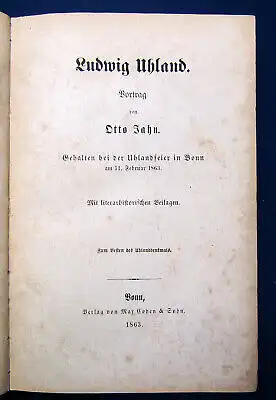 Ludwig Uhland.
Vortrag
von
Otto Jahn.
Gehalten bei der Uhlandfeier in Bonn
am 11. Februar 1863.
Mit literarhistorischen Beilagen.
Zum Besten des Uhlanddenkmals.
Bonn,
Verlag von Max Cohen & Sohn.
1863.